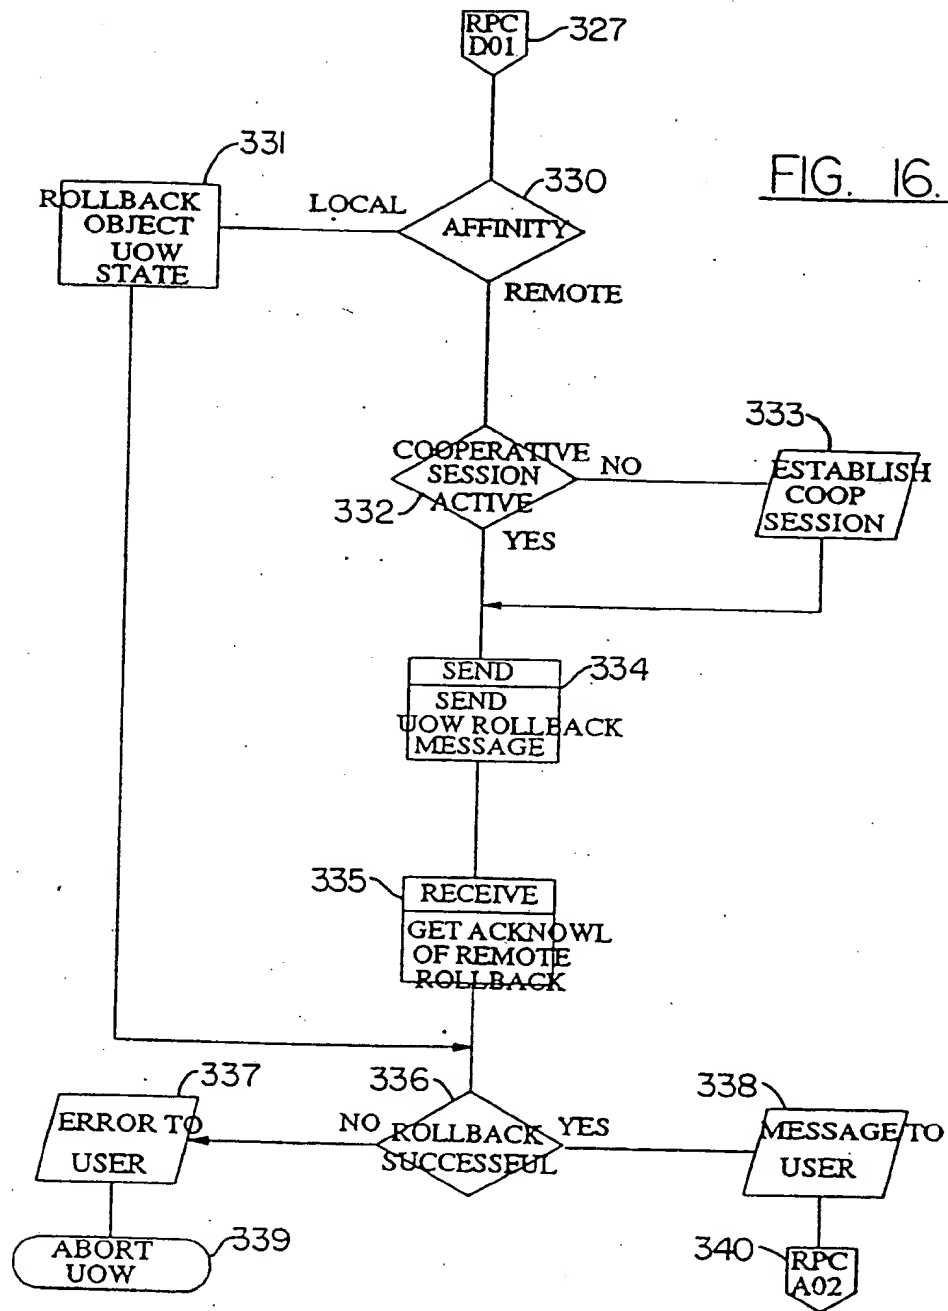 RPC
D01
327
FIG. 16.
331
330
ROLLBACK
OBJECT
UOW
STATE
LOCAL
AFFINITY
REMOTE
333
COOPERATIVE
SESSION
ACTIVE
NO
332
YES
ESTABLISH
COOP
SESSION
SEND
334
SEND
UOW ROLLBACK
MESSAGE
335
RECEIVE
GET ACKNOWL
OF REMOTE
ROLLBACK
337
336
338
ERROR TO
USER
NO
ROLLBACK
SUCCESSFUL
YES
MESSAGE TO
USER
ABORT
UOW
339
340
RPC
A02